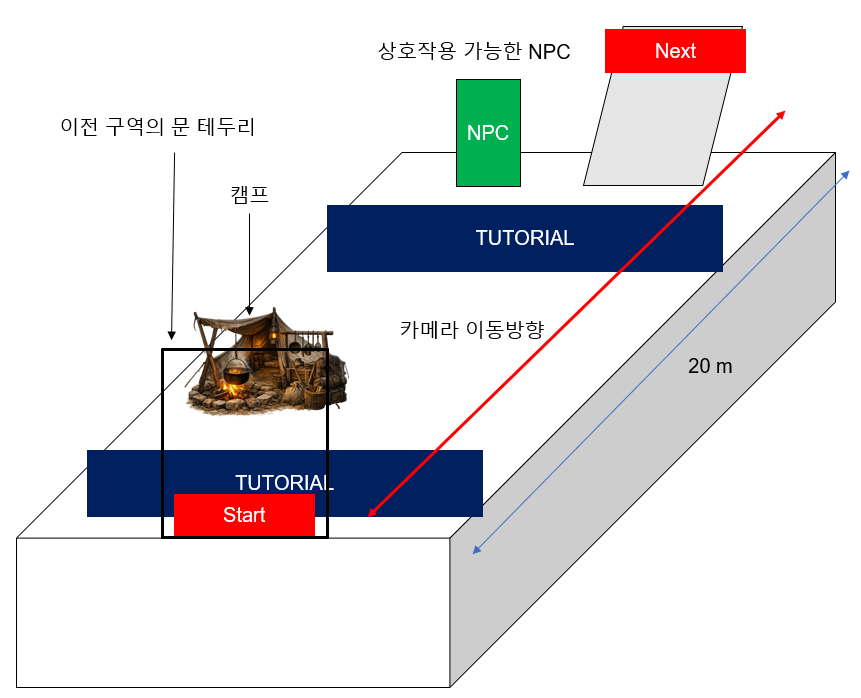 상호작용 가능한 NPC
Next
이전 구역의 문 테두리
NPC
캠프
TUTORIAL
카메라 이동방향
20 m
TUTORIAL
Start